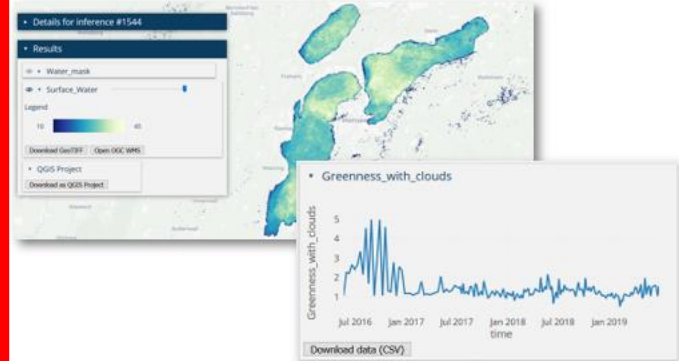 Details for inference #1544
Results
Water_mask
Surface_Water
Legend
10 45
Download GeoTIFF Open OGC WMS
QGIS Project
Download as QGIS Project
Greenness_with_clouds
Greenness_with_clouds
5
4
3
2
1
Jul 2016 Jan 2017 Jul 2017 Jan 2018 Jul 2018 Jan 2019
time
Download data (CSV)